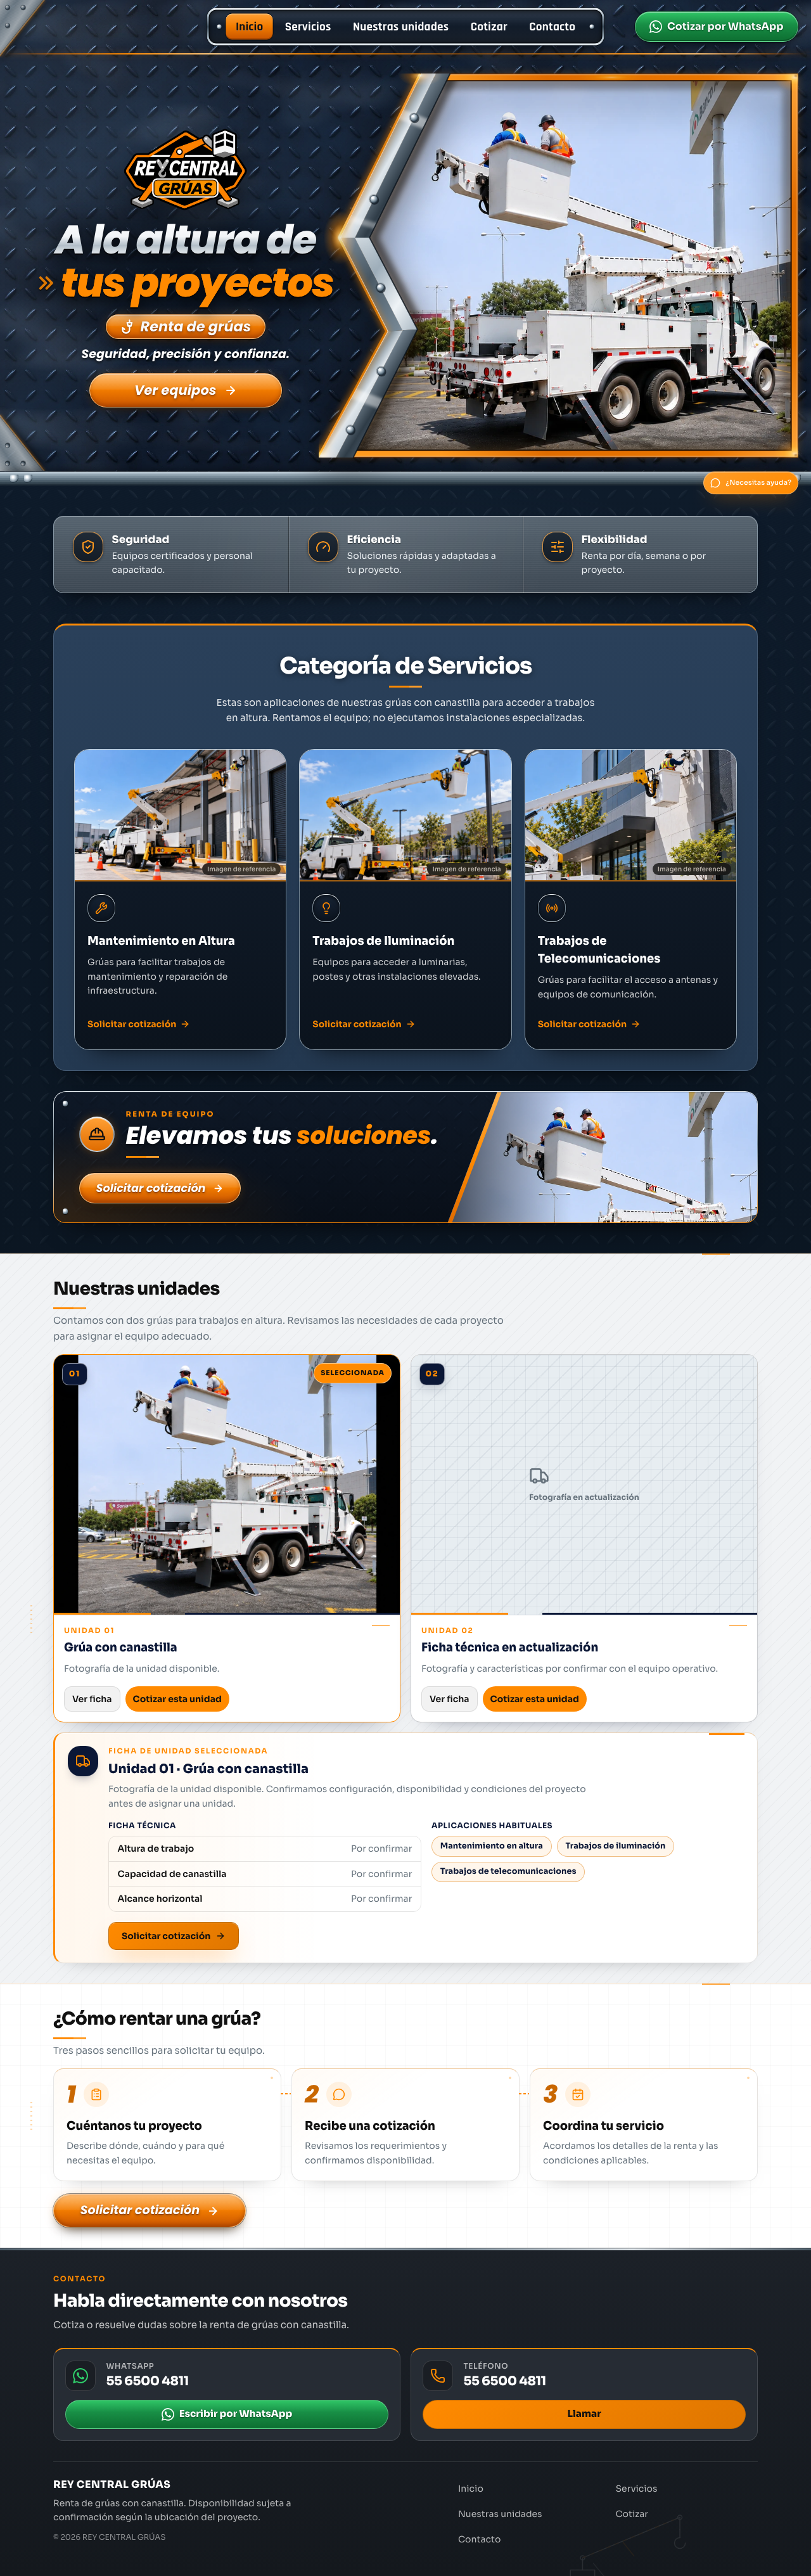 Inicio
Servicios
Nuestras unidades
Cotizar
Contacto
Cotizar por WhatsApp
REY CENTRAL
GRÚAS
A la altura de
tus proyectos
Renta de grúas
Seguridad, precisión y confianza.
Ver equipos
¿Necesitas ayuda?
Seguridad
Equipos certificados y personal
capacitado.
Eficiencia
Soluciones rápidas y adaptadas a
tu proyecto.
Flexibilidad
Renta por día, semana o por
proyecto.
Categoría de Servicios
Estas son aplicaciones de nuestras grúas con canastilla para acceder a trabajos
en altura. Rentamos el equipo; no ejecutamos instalaciones especializadas.
Imagen de referencia
Imagen de referencia
Imagen de referencia
Mantenimiento en Altura
Grúas para facilitar trabajos de
mantenimiento y reparación de
infraestructura.
Solicitar cotización
Trabajos de Iluminación
Equipos para acceder a luminarias,
postes y otras instalaciones elevadas.
Solicitar cotización
Trabajos de
Telecomunicaciones
Grúas para facilitar el acceso a antenas y
equipos de comunicación.
Solicitar cotización
RENTA DE EQUIPO
Elevamos tus soluciones.
Solicitar cotización
Nuestras unidades
Contamos con dos grúas para trabajos en altura. Revisamos las necesidades de cada proyecto
para asignar el equipo adecuado.
01
SELECCIONADA
UNIDAD 01
Grúa con canastilla
Fotografía de la unidad disponible.
Ver ficha
Cotizar esta unidad
02
Fotografía en actualización
UNIDAD 02
Ficha técnica en actualización
Fotografía y características por confirmar con el equipo operativo.
Ver ficha
Cotizar esta unidad
FICHA DE UNIDAD SELECCIONADA
Unidad 01 · Grúa con canastilla
Fotografía de la unidad disponible. Confirmamos configuración, disponibilidad y condiciones del proyecto
antes de asignar una unidad.
FICHA TÉCNICA
Altura de trabajo Por confirmar
Capacidad de canastilla Por confirmar
Alcance horizontal Por confirmar
APLICACIONES HABITUALES
Mantenimiento en altura
Trabajos de iluminación
Trabajos de telecomunicaciones
Solicitar cotización
¿Cómo rentar una grúa?
Tres pasos sencillos para solicitar tu equipo.
1
Cuéntanos tu proyecto
Describe dónde, cuándo y para qué
necesitas el equipo.
2
Recibe una cotización
Revisamos los requerimientos y
confirmamos disponibilidad.
3
Coordina tu servicio
Acordamos los detalles de la renta y las
condiciones aplicables.
Solicitar cotización
CONTACTO
Habla directamente con nosotros
Cotiza o resuelve dudas sobre la renta de grúas con canastilla.
WHATSAPP
55 6500 4811
Escribir por WhatsApp
TELÉFONO
55 6500 4811
Llamar
REY CENTRAL GRÚAS
Renta de grúas con canastilla. Disponibilidad sujeta a
confirmación según la ubicación del proyecto.
© 2026 REY CENTRAL GRÚAS
Inicio
Servicios
Nuestras unidades
Cotizar
Contacto